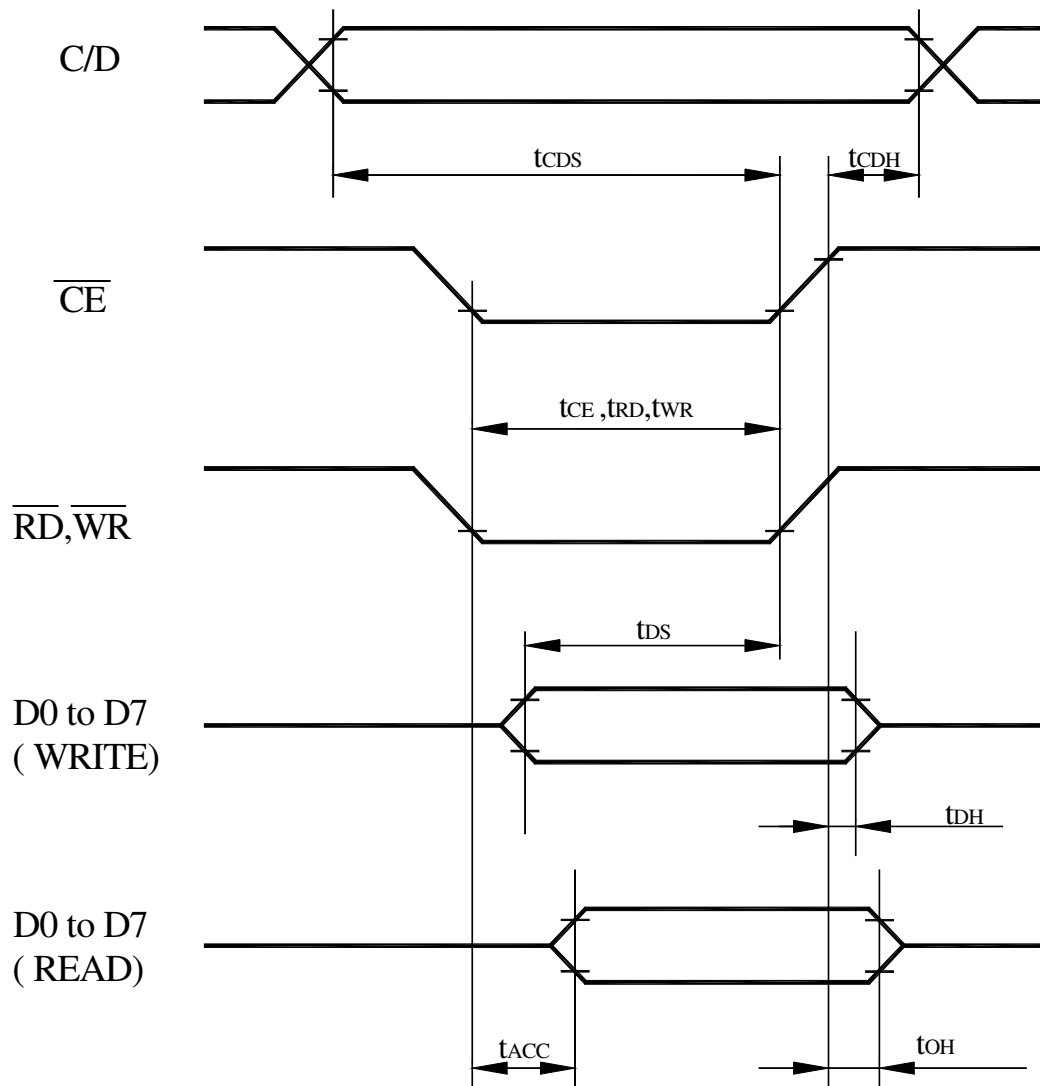 C/D
tCDS
tCDH
CE
tCE ,tRD,tWR
RD,WR
tDS
D0 to D7
( WRITE)
tDH
D0 to D7
( READ)
tACC
tOH